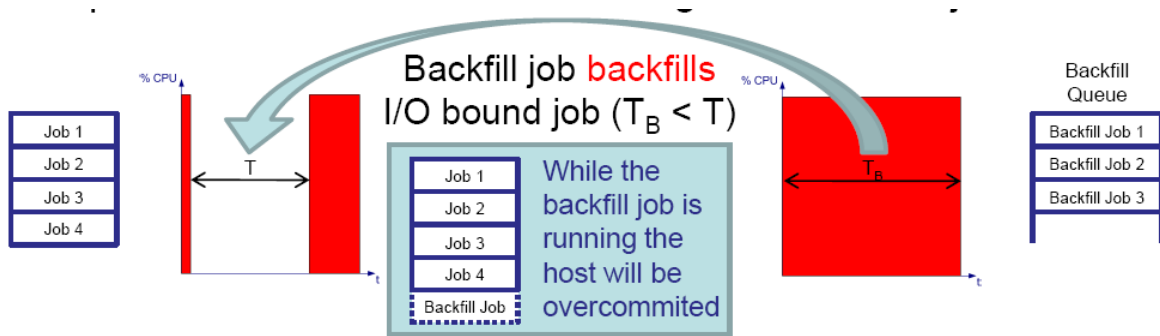 % CPU
Job 1
Job 2
Job 3
Job 4
T
t
Backfill job backfills
I/O bound job (TB < T)
Job 1
Job 2
Job 3
Job 4
Backfill Job
While the
backfill job is
running the
host will be
overcommited
% CPU
TB
t
Backfill
Queue
Backfill Job 1
Backfill Job 2
Backfill Job 3